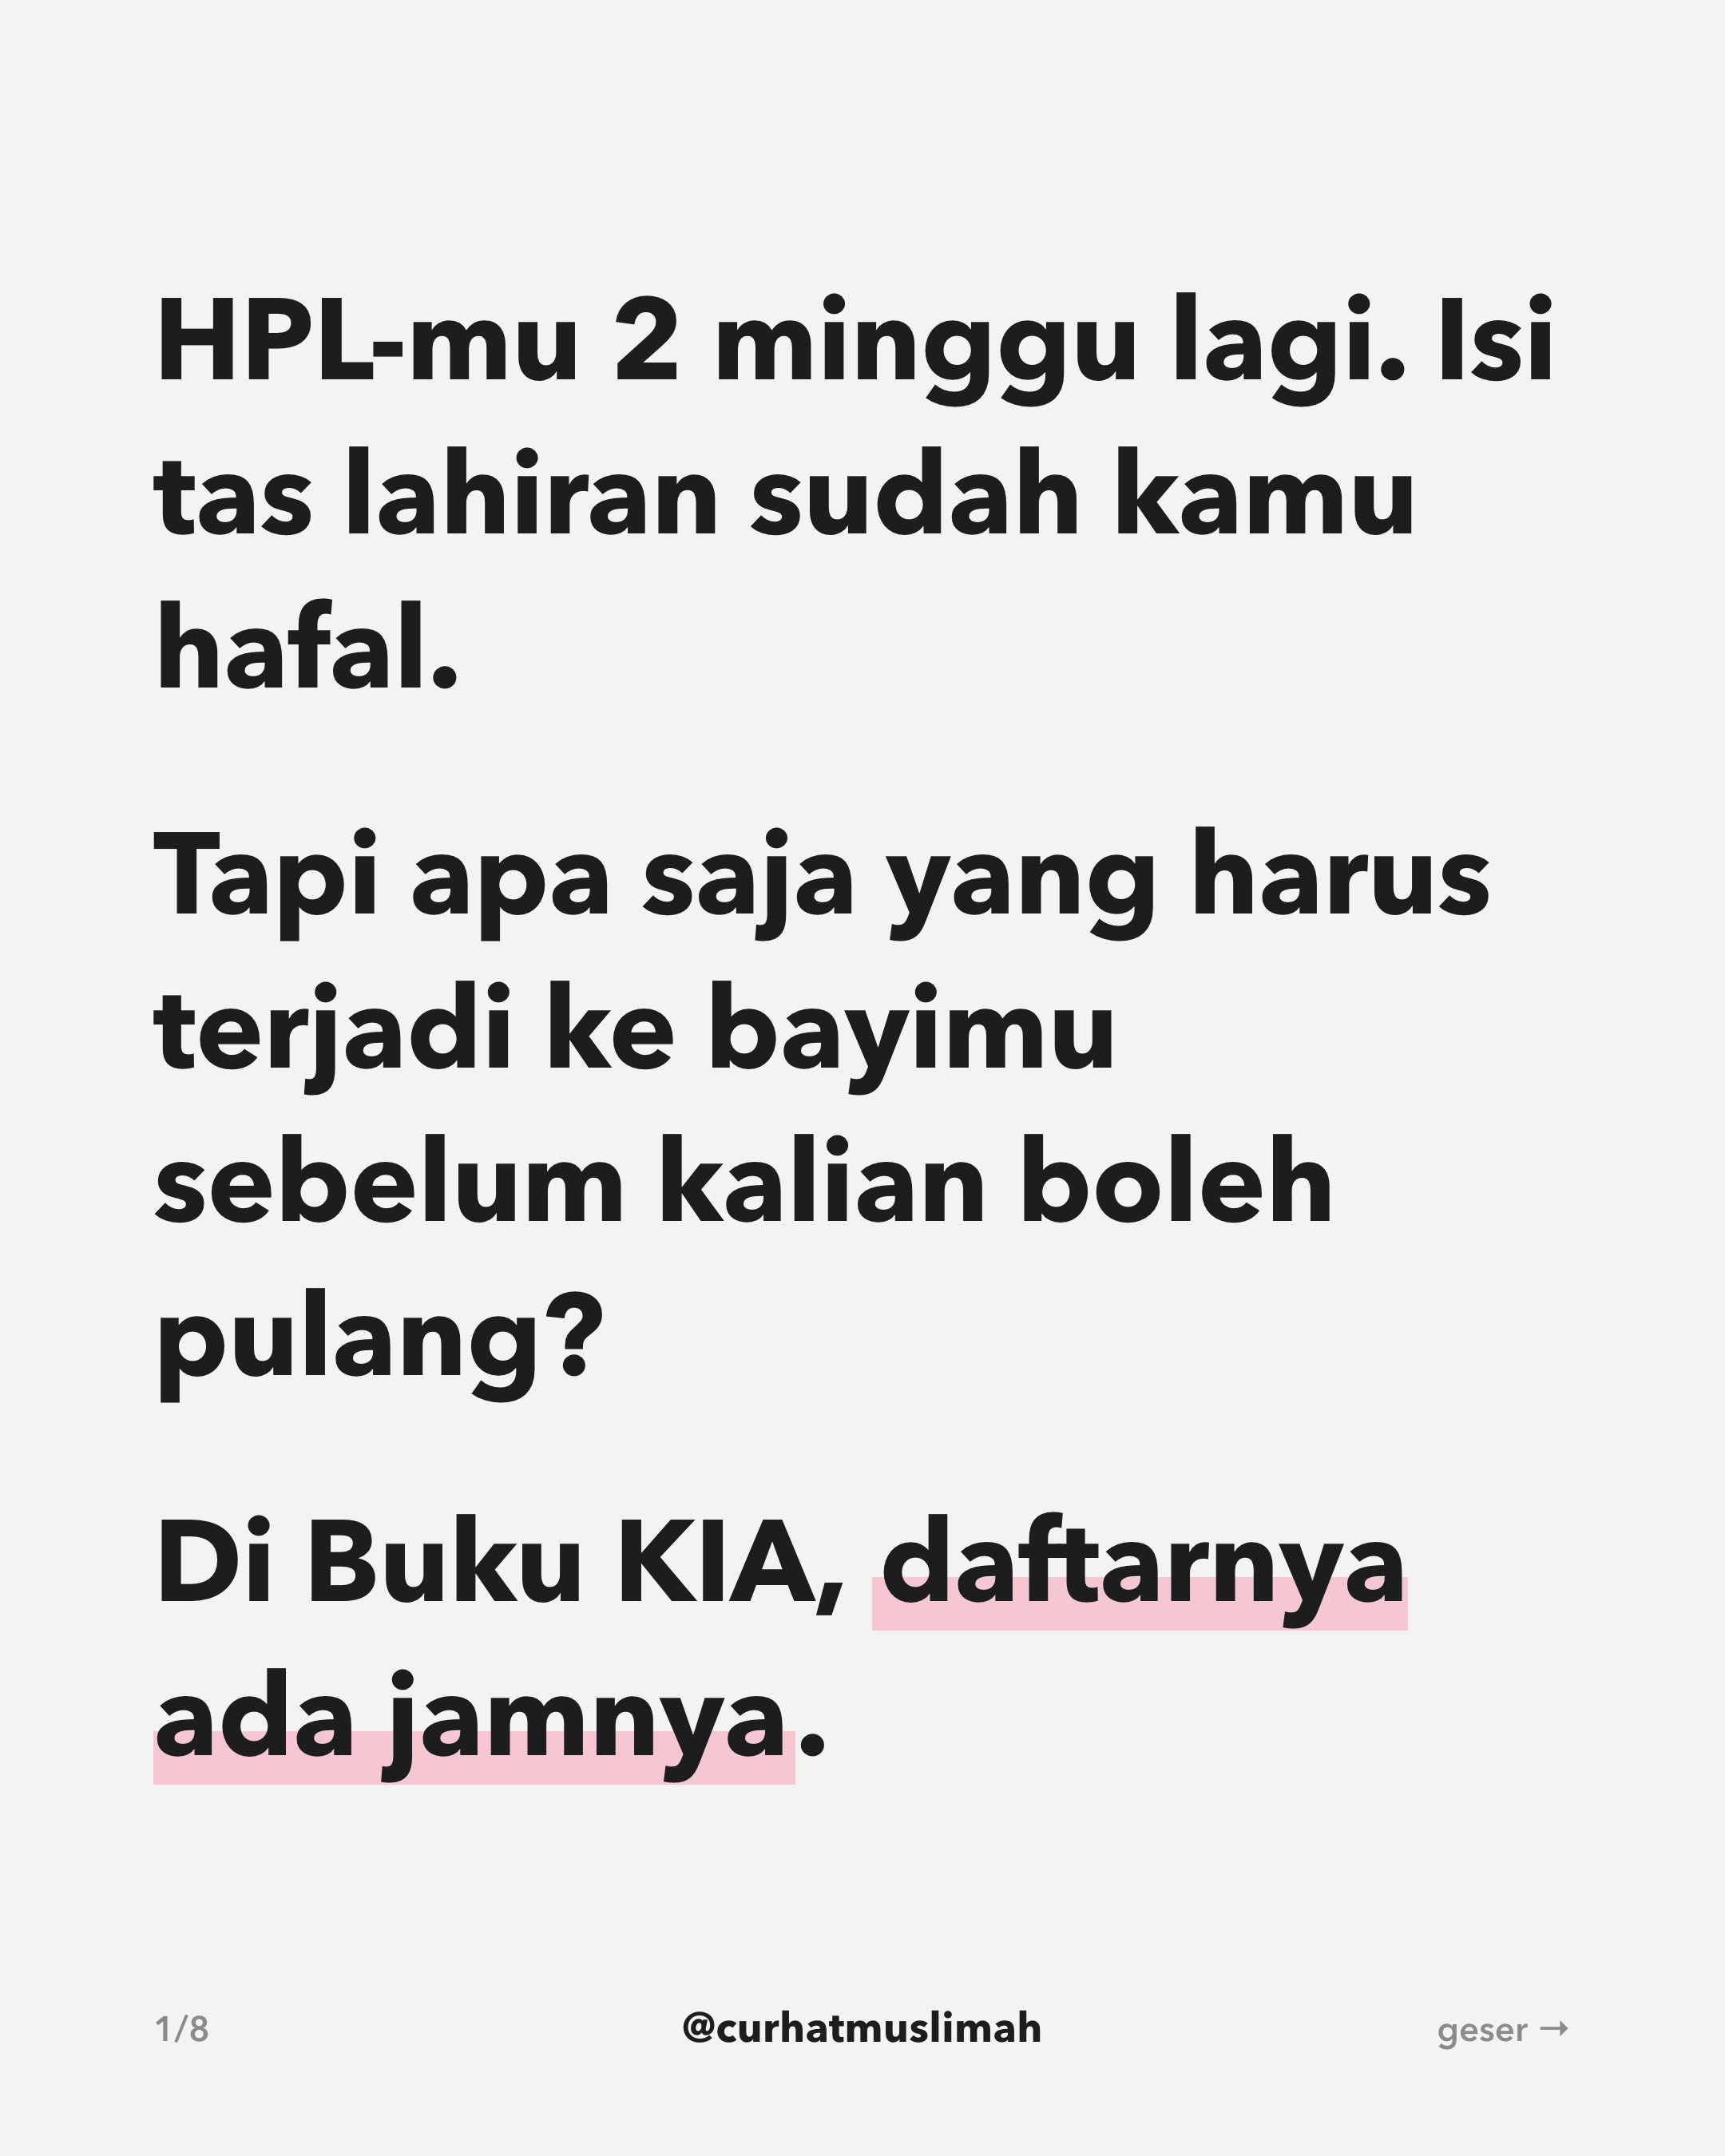 HPL-mu 2 minggu lagi. Isi
tas lahiran sudah kamu
hafal.
Tapi apa saja yang harus
terjadi ke bayimu
sebelum kalian boleh
pulang?
Di Buku KIA, daftarnya
ada jamnya.
1/8
@curhatmuslimah
geser →